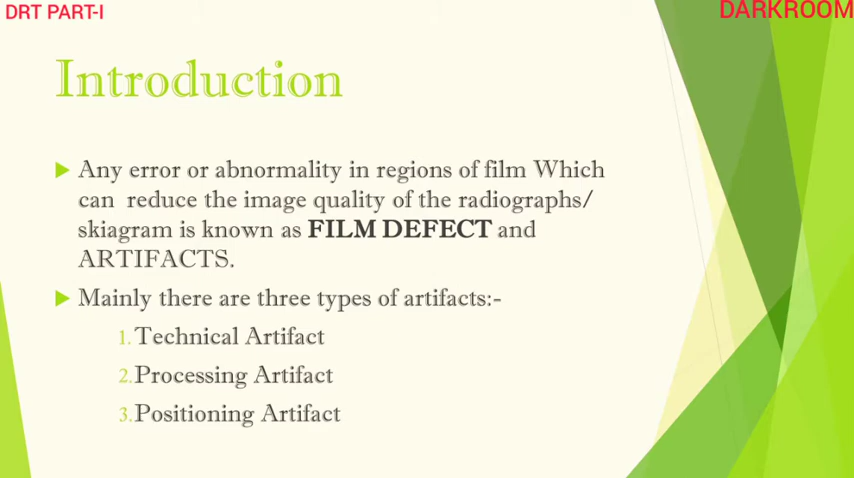 DRT PART-I
DARKROOM
Introduction
Any error or abnormality in regions of film Which
can reduce the image quality of the radiographs/
skiagram is known as FILM DEFECT and
ARTIFACTS.
Mainly there are three types of artifacts:-
1.Technical Artifact
2.Processing Artifact
3.Positioning Artifact